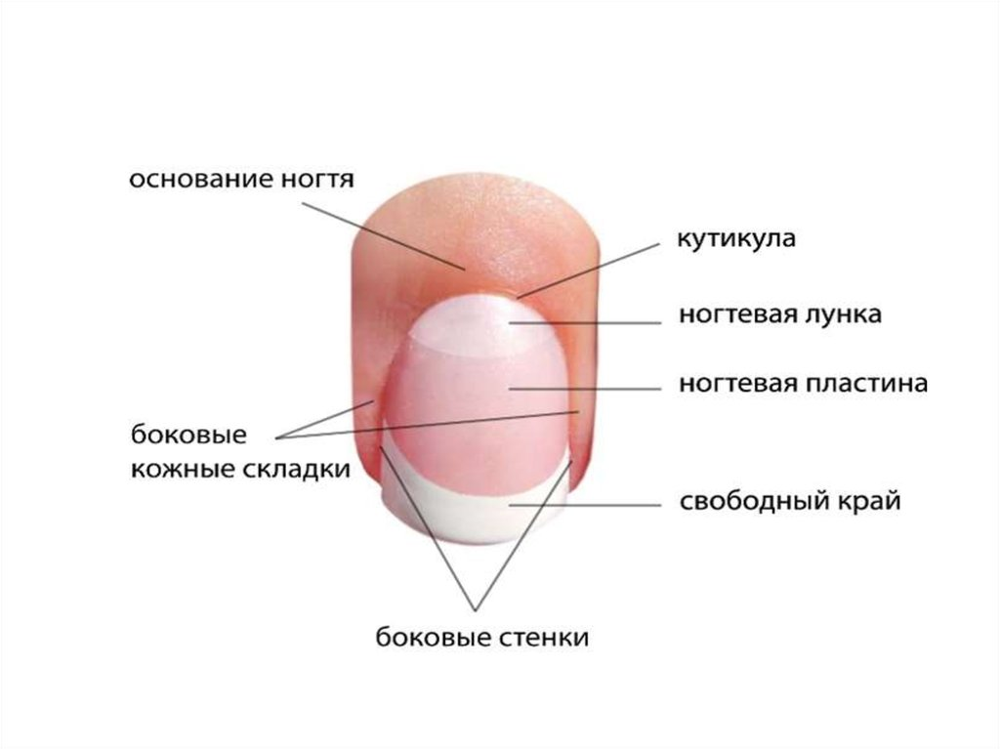 основание ногтя
кутикула
ногтевая лунка
ногтевая пластина
боковые
кожные складки
свободный край
боковые стенки